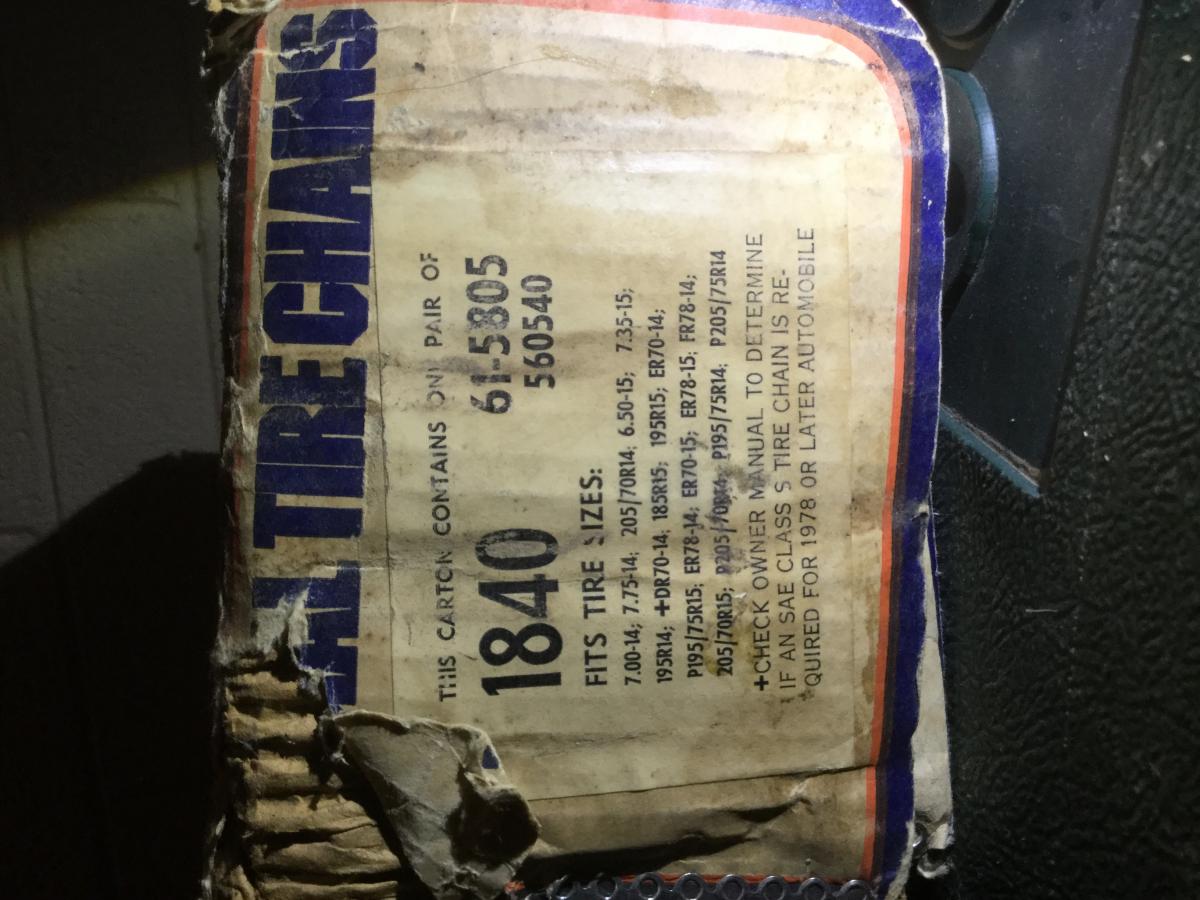 TIRE CHAINS
THIS CARTON CONTAINS ONE PAIR OF
1840 61-5805
560540
FITS TIRE SIZES:
7.00-14; 7.75-14; 205/70R14; 6.50-15; 7.35-15;
195R14; +DR70-14; 185R15; 195R15; ER70-14;
P195/75R15; ER78-14; ER70-15; ER78-15; FR78-14;
205/70R15; P205/70R14; P195/75R14; P205/75R14
+CHECK OWNER MANUAL TO DETERMINE
IF AN SAE CLASS S TIRE CHAIN IS RE-
QUIRED FOR 1978 OR LATER AUTOMOBILE